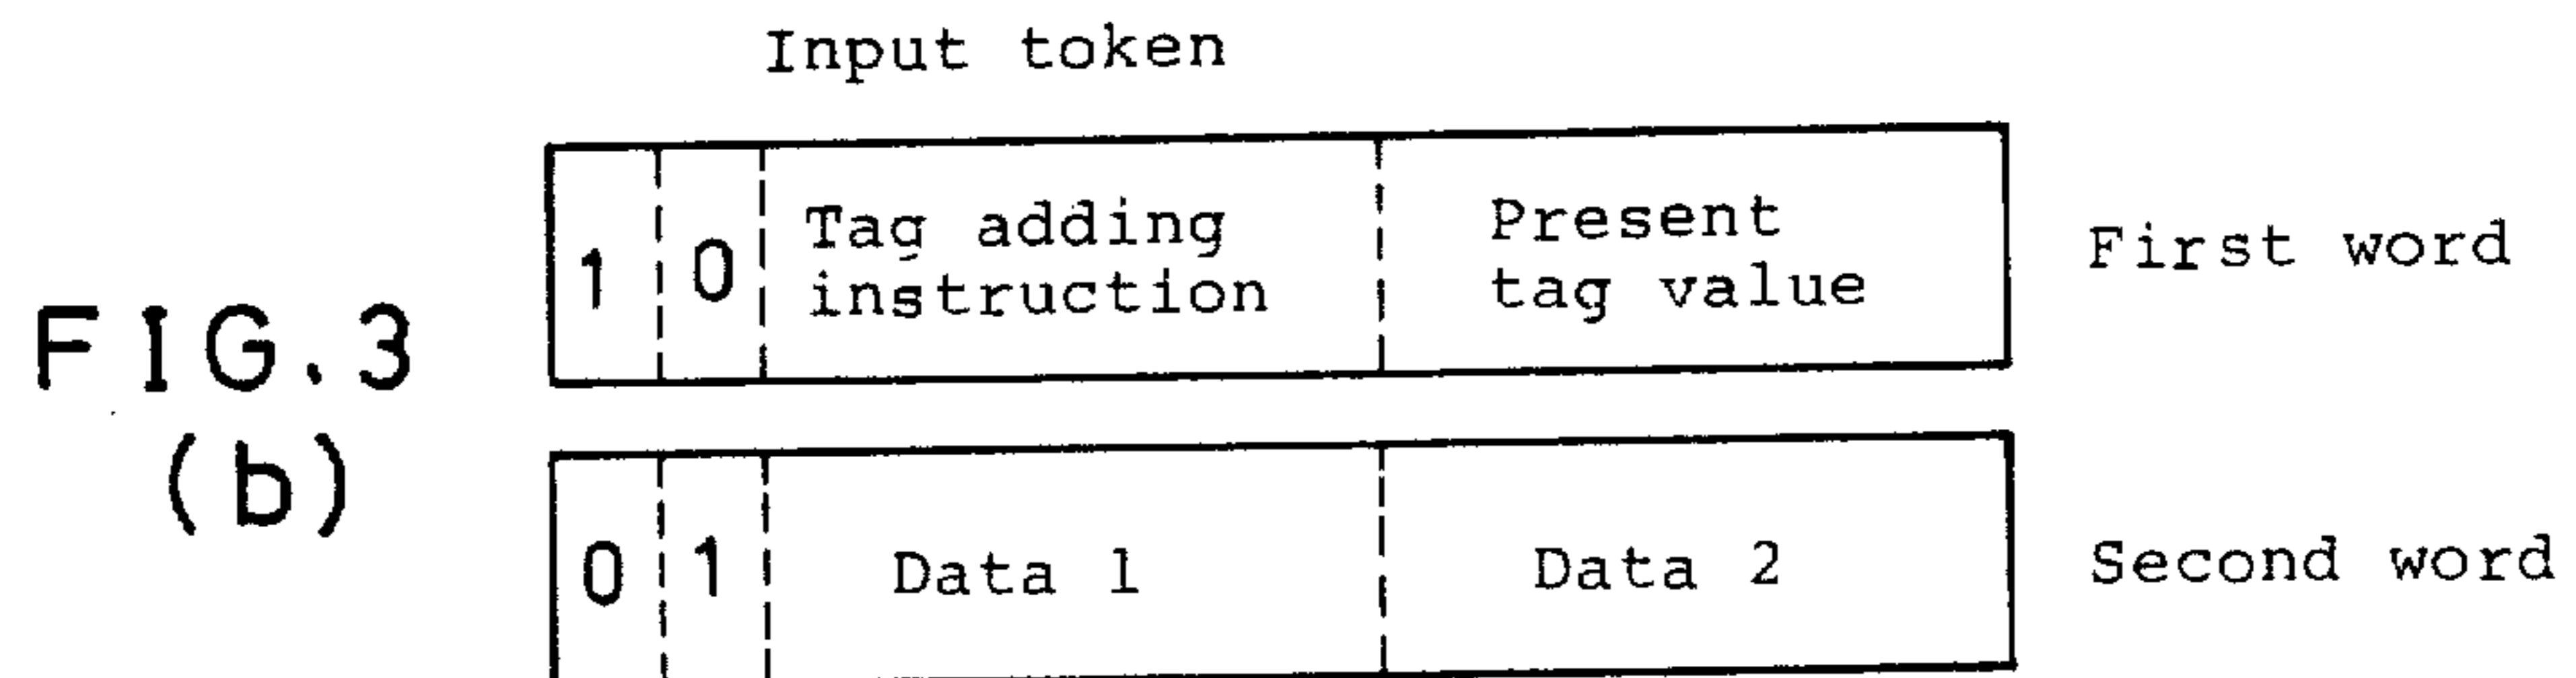 Input token
1 0 Tag adding instruction Present tag value First word
FIG.3
(b)
0 1 Data 1 Data 2 Second word